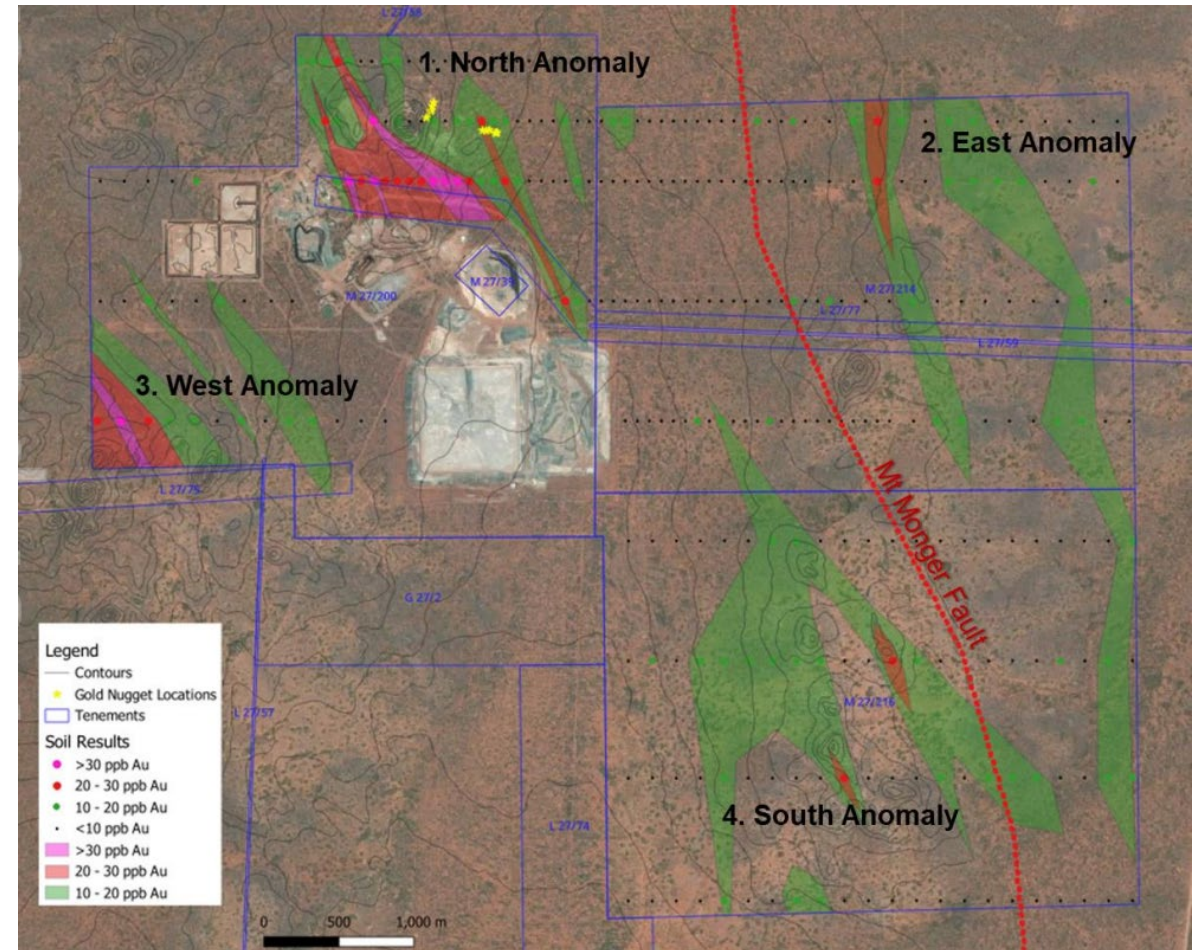 L 27/58
1. North Anomaly
2. East Anomaly
M 27/39
M 27/200
M 27/214
L 27/77
L 27/59
3. West Anomaly
L 27/75
Mt Monger Fault
G 27/2
M 27/216
L 27/57
4. South Anomaly
L 27/74
Legend
Contours
Gold Nugget Locations
Tenements
Soil Results
>30 ppb Au
20 - 30 ppb Au
10 - 20 ppb Au
<10 ppb Au
>30 ppb Au
20 - 30 ppb Au
10 - 20 ppb Au
0 500 1,000 m